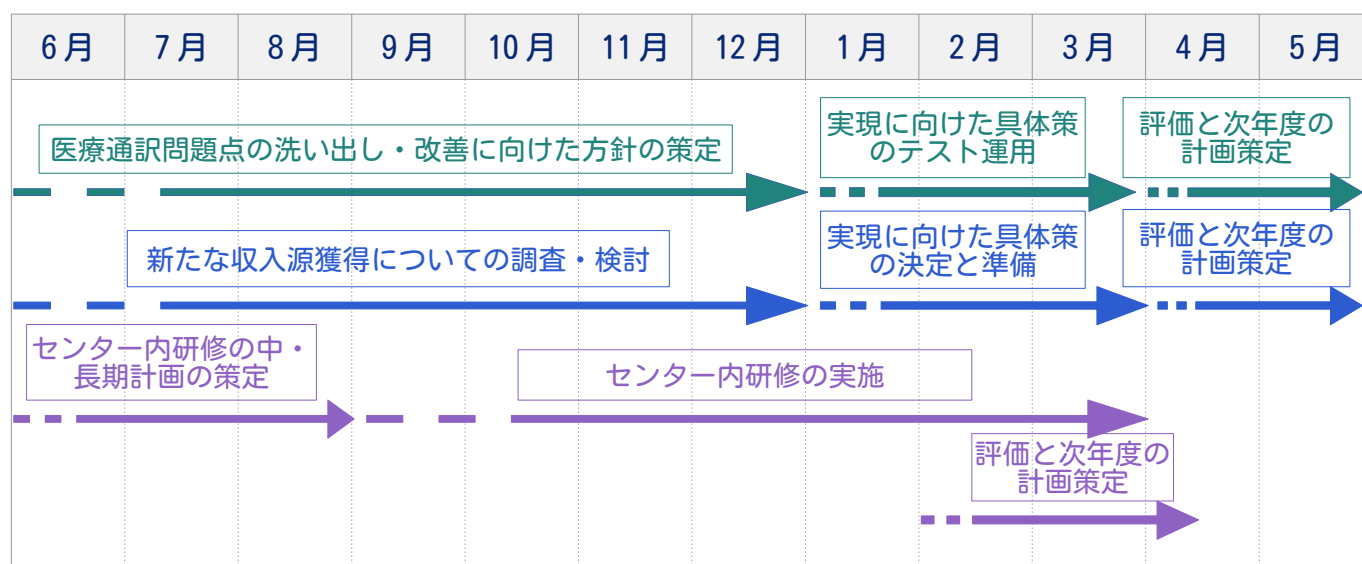 6月 7月 8月 9月 10月 11月 12月 1月 2月 3月 4月 5月
医療通訳問題点の洗い出し・改善に向けた方針の策定
実現に向けた具体策
のテスト運用
評価と次年度の
計画策定
新たな収入源獲得についての調査・検討
実現に向けた具体策
の決定と準備
評価と次年度の
計画策定
センター内研修の中・
長期計画の策定
センター内研修の実施
評価と次年度の
計画策定